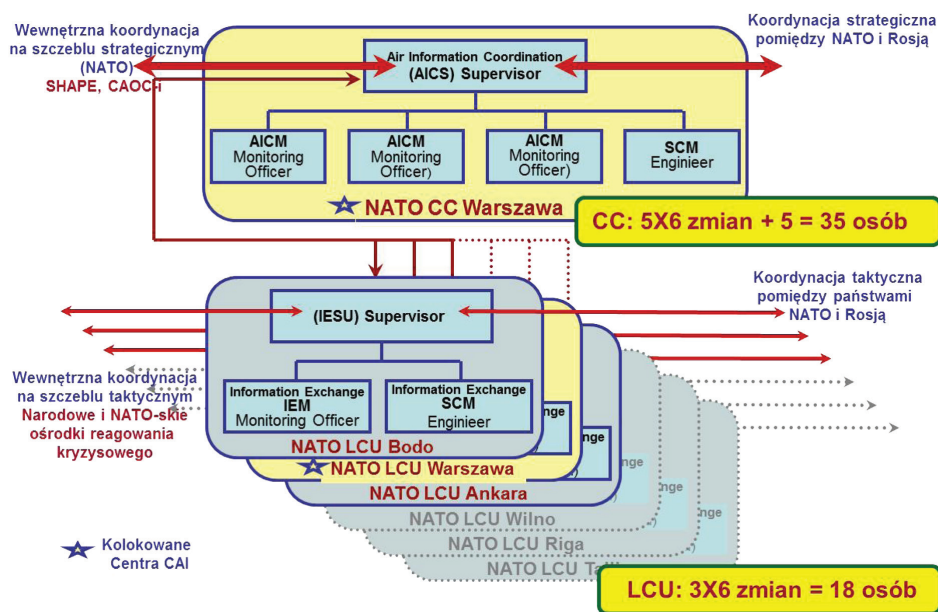 Wewnętrzna koordynacja
na szczeblu strategicznym
(NATO)
SHAPE, CAOC-i
Koordynacja strategiczna
pomiędzy NATO i Rosją
Air Information Coordination
(AICS) Supervisor
AICM
Monitoring
Officer
AICM
Monitoring
Officer)
AICM
Monitoring
Officer)
SCM
Enginieer
NATO CC Warszawa
CC: 5X6 zmian + 5 = 35 osób
Koordynacja taktyczna
pomiędzy państwami
NATO i Rosją
(IESU) Supervisor
Information Exchange
IEM
Monitoring Officer
Information Exchange
SCM
Enginieer
NATO LCU Bodo
NATO LCU Warszawa
NATO LCU Ankara
NATO LCU Wilno
NATO LCU Riga
NATO LCU
Wewnętrzna koordynacja
na szczeblu taktycznym
Narodowe i NATO-skie
ośrodki reagowania
kryzysowego
Kolokowane
Centra CAI
LCU: 3X6 zmian = 18 osób